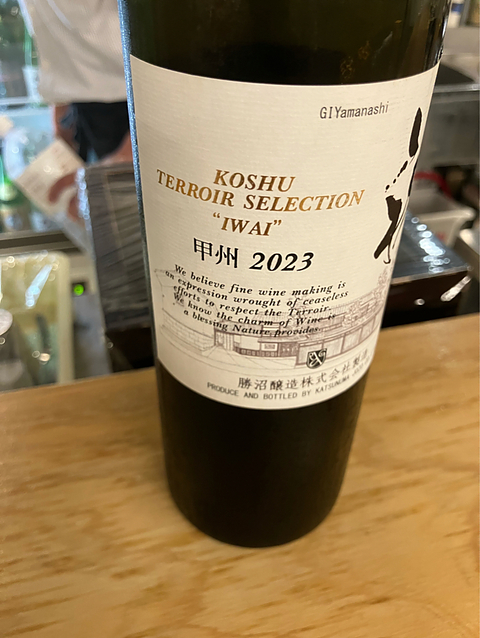 GIYamanashi
KOSHU
TERROIR SELECTION
"IWAI"
甲州 2023
We believe fine wine making is
an expression wrought of ceaseless
efforts to respect the Terroir.
We know the charm of Wine is
a blessing Nature provides.
勝沼醸造株式会社製造
PRODUCE AND BOTTLED BY KATSUNUMA